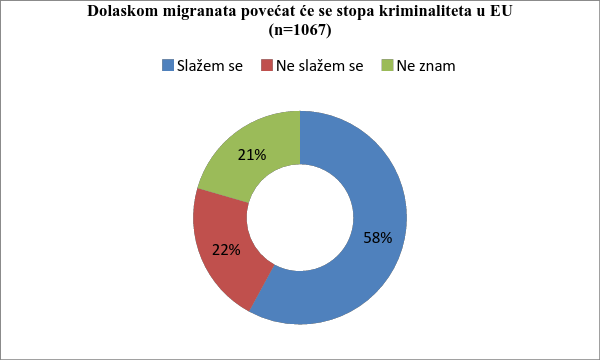 Dolaskom migranata povećat će se stopa kriminaliteta u EU
(n=1067)
Slažem se Ne slažem se Ne znam
21%
58%
22%